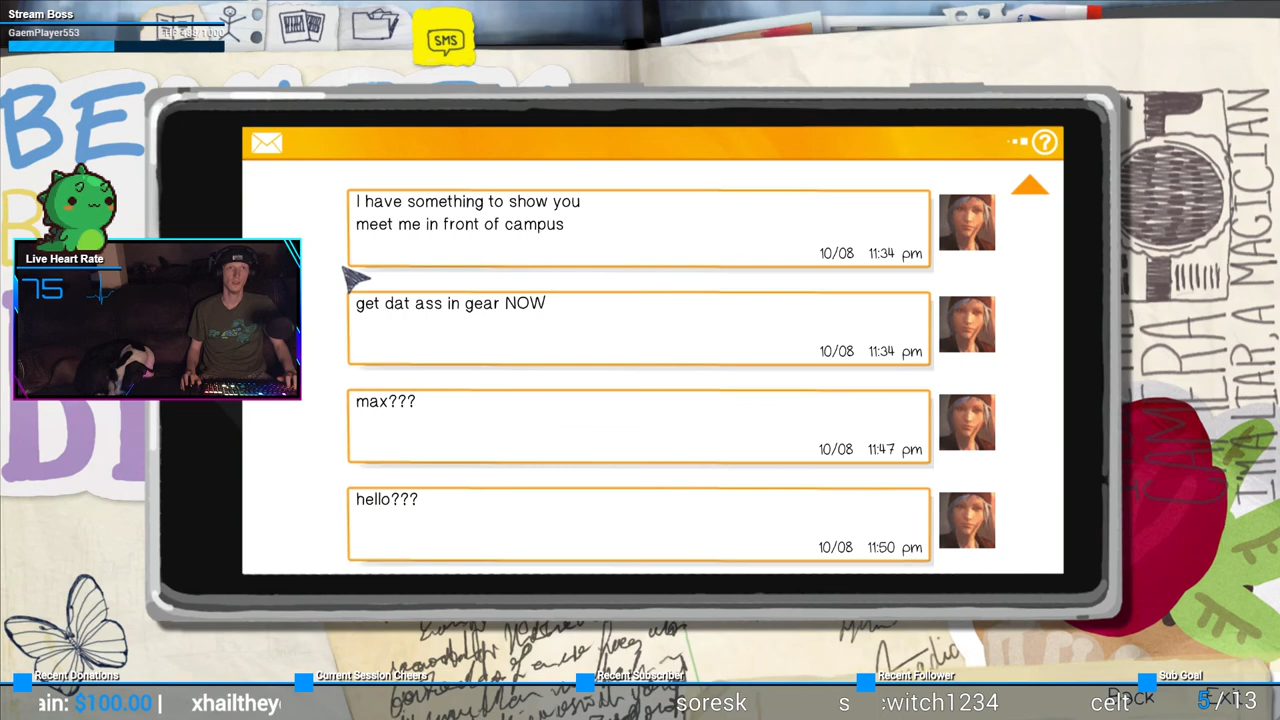 Stream Boss
GaemPlayer553
SMS
BE
I have something to show you
meet me in front of campus
10/08 11:34 pm
get dat ass in gear NOW
10/08 11:34 pm
max???
10/08 11:47 pm
hello???
10/08 11:50 pm
Live Heart Rate
75
CAMERA
LIAR, A MAGICIAN
Recent Donations
ain: $100.00 |
xhailthey
Current Session Cheers
Recent Subscriber
soresk
s
Recent Follower
:witch1234
Sub Goal
celt
5 / 13
Back